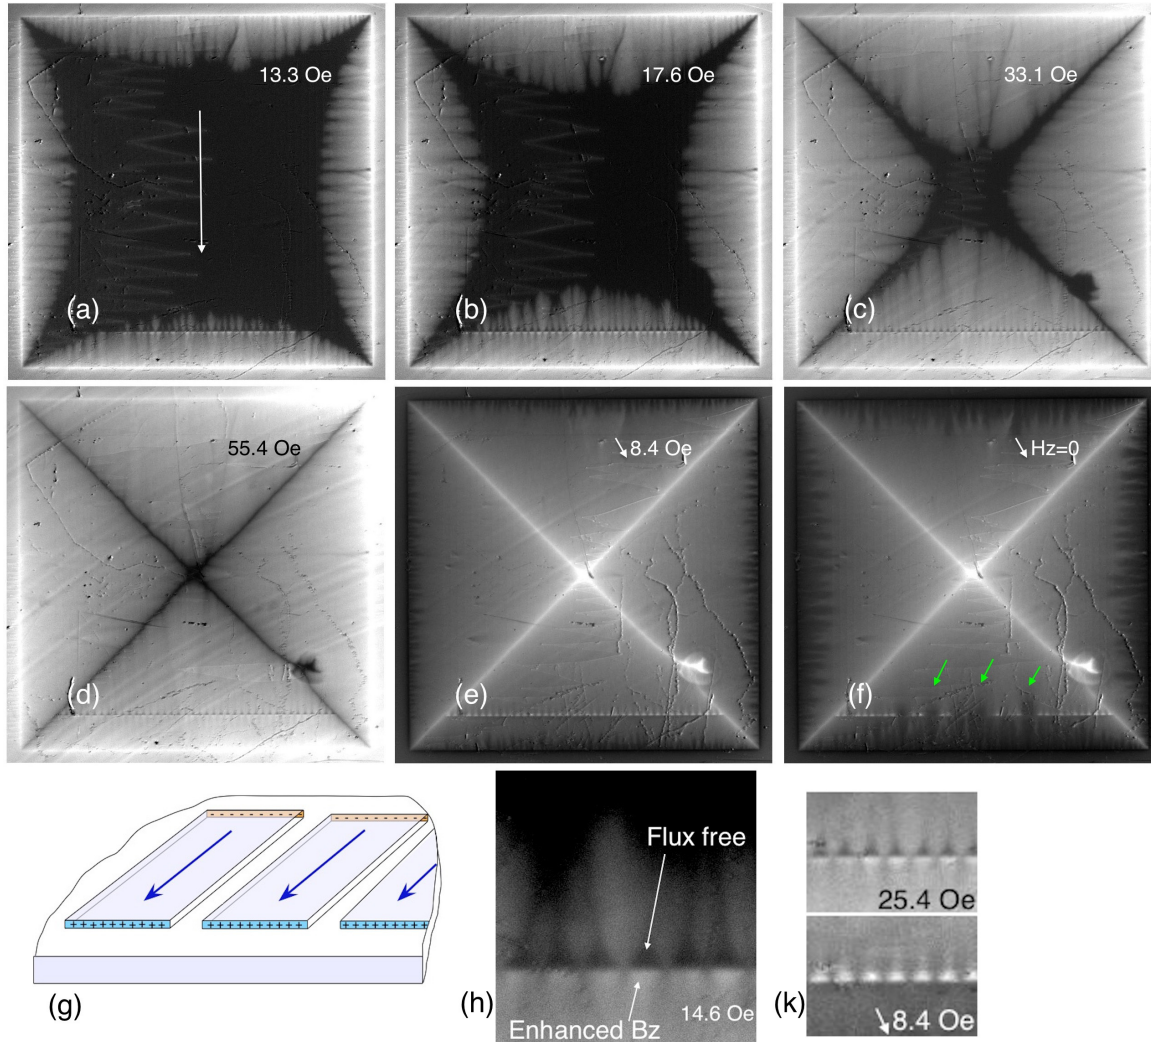 13.3 Oe
(a)
17.6 Oe
(b)
33.1 Oe
(c)
55.4 Oe
(d)
↘8.4 Oe
(e)
↘Hz=0
(f)
- - - - - - - -
- - - - - - - -
+ + + + + + + + + +
+ + + + + + + + + +
+ + + + + + +
(g)
Flux free
Enhanced Bz
14.6 Oe
(h)
25.4 Oe
↘8.4 Oe
(k)